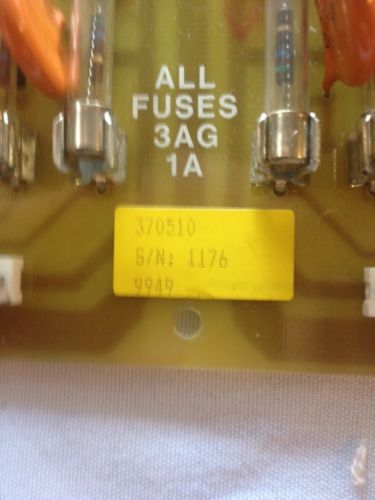 ALL
FUSES
3AG
1A
370510
S/N: 1176
9949